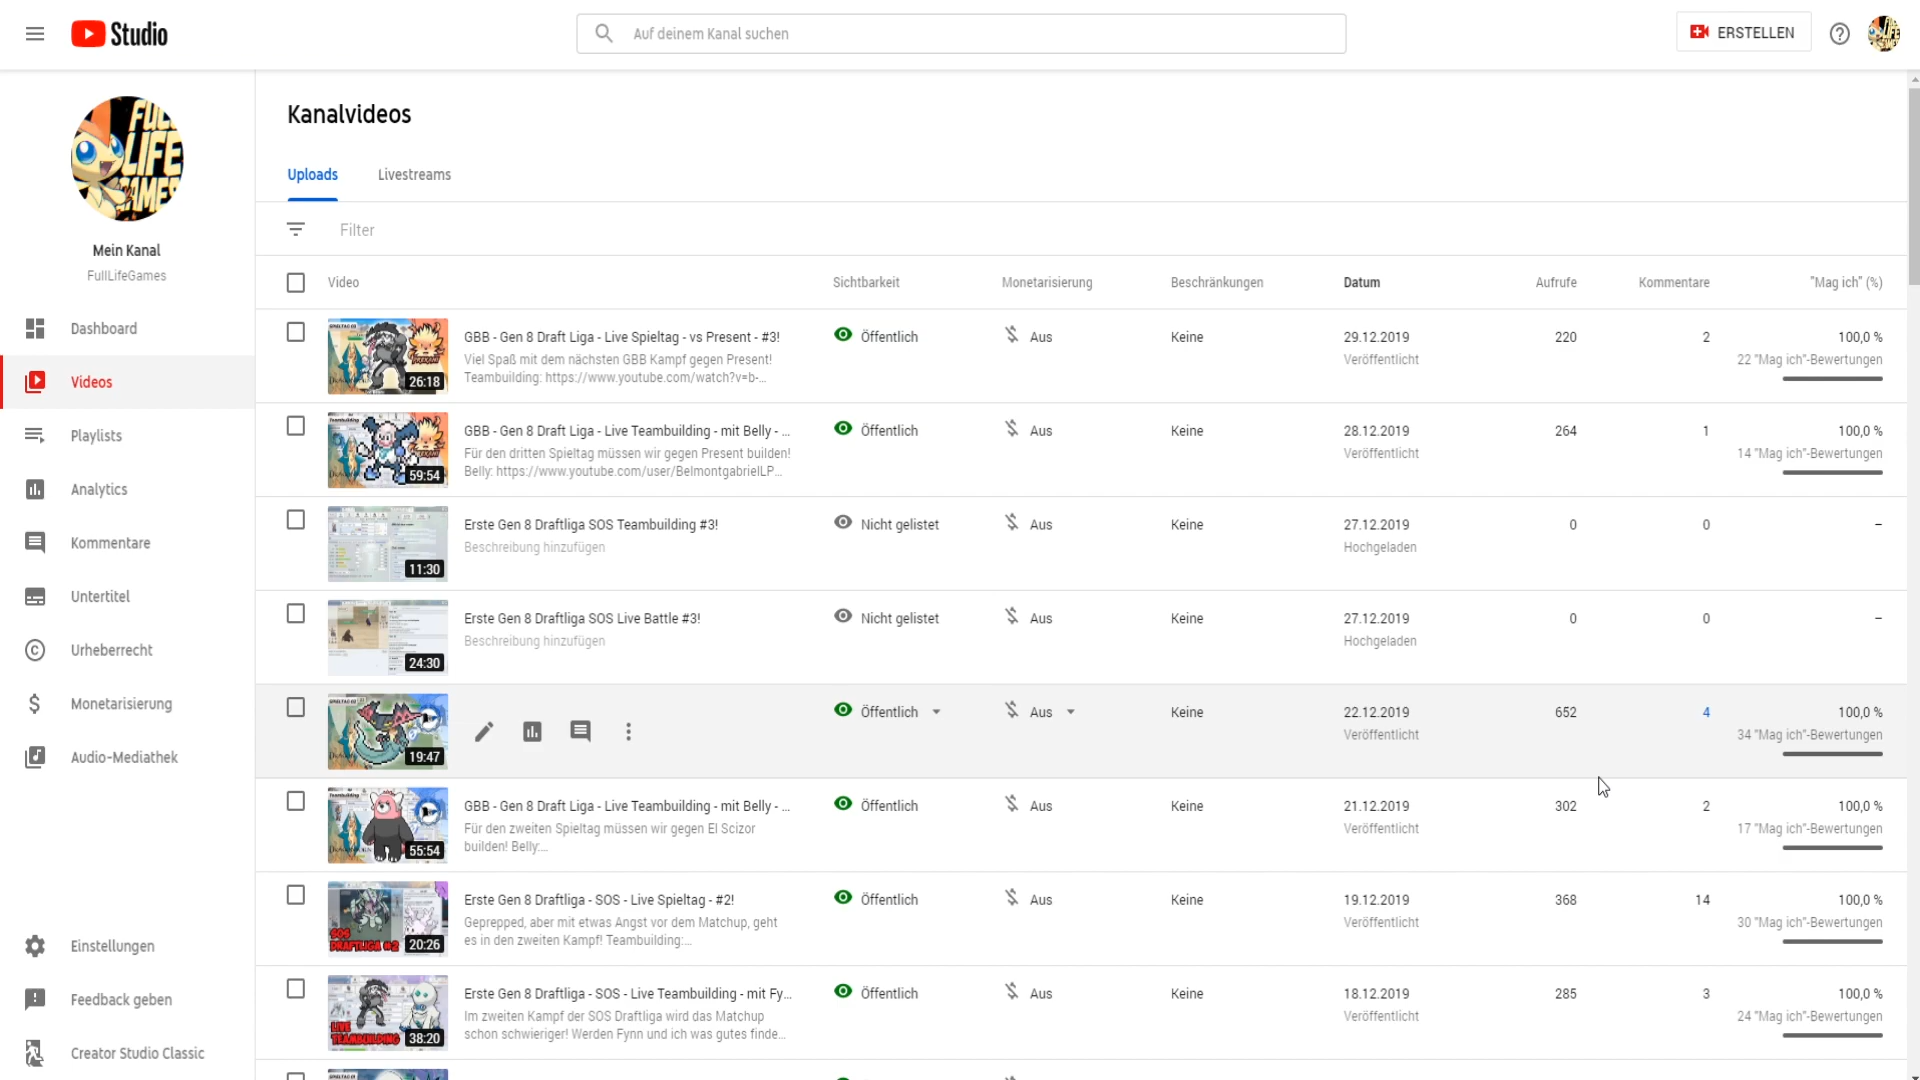 Studio
Auf deinem Kanal suchen
ERSTELLEN
FULL
LIFE
GAMES
Mein Kanal
FullLifeGames
Dashboard
Videos
Playlists
Analytics
Kommentare
Untertitel
Urheberrecht
Monetarisierung
Audio-Mediathek
Einstellungen
Feedback geben
Creator Studio Classic
Kanalvideos
Uploads Livestreams
Filter
Video Sichtbarkeit Monetarisierung Beschränkungen Datum Aufrufe Kommentare "Mag ich" (%)
GBB - Gen 8 Draft Liga - Live Spieltag - vs Present - #3! Öffentlich Aus Keine 29.12.2019 220 2 100,0 %
Viel Spaß mit dem nächsten GBB Kampf gegen Present! Veröffentlicht 22 "Mag ich"-Bewertungen
Teambuilding: https://www.youtube.com/watch?v=b-...
26:18
GBB - Gen 8 Draft Liga - Live Teambuilding - mit Belly - ... Öffentlich Aus Keine 28.12.2019 264 1 100,0 %
Für den dritten Spieltag müssen wir gegen Present builden! Veröffentlicht 14 "Mag ich"-Bewertungen
Belly: https://www.youtube.com/user/BelmontgabrielLP...
59:54
Erste Gen 8 Draftliga SOS Teambuilding #3! Nicht gelistet Aus Keine 27.12.2019 0 0 –
Beschreibung hinzufügen Hochgeladen
11:30
Erste Gen 8 Draftliga SOS Live Battle #3! Nicht gelistet Aus Keine 27.12.2019 0 0 –
Beschreibung hinzufügen Hochgeladen
24:30
Öffentlich Aus Keine 22.12.2019 652 4 100,0 %
Veröffentlicht 34 "Mag ich"-Bewertungen
19:47
GBB - Gen 8 Draft Liga - Live Teambuilding - mit Belly - ... Öffentlich Aus Keine 21.12.2019 302 2 100,0 %
Für den zweiten Spieltag müssen wir gegen El Scizor Veröffentlicht 17 "Mag ich"-Bewertungen
builden! Belly:...
55:54
Erste Gen 8 Draftliga - SOS - Live Spieltag - #2! Öffentlich Aus Keine 19.12.2019 368 14 100,0 %
Geprepped, aber mit etwas Angst vor dem Matchup, geht Veröffentlicht 30 "Mag ich"-Bewertungen
es in den zweiten Kampf! Teambuilding:...
SOS
DRAFTLIGA #2 20:26
Erste Gen 8 Draftliga - SOS - Live Teambuilding - mit Fy... Öffentlich Aus Keine 18.12.2019 285 3 100,0 %
Im zweiten Kampf der SOS Draftliga wird das Matchup Veröffentlicht 24 "Mag ich"-Bewertungen
schon schwieriger! Werden Fynn und ich was gutes finde...
LIVE
TEAMBUILDING 38:20